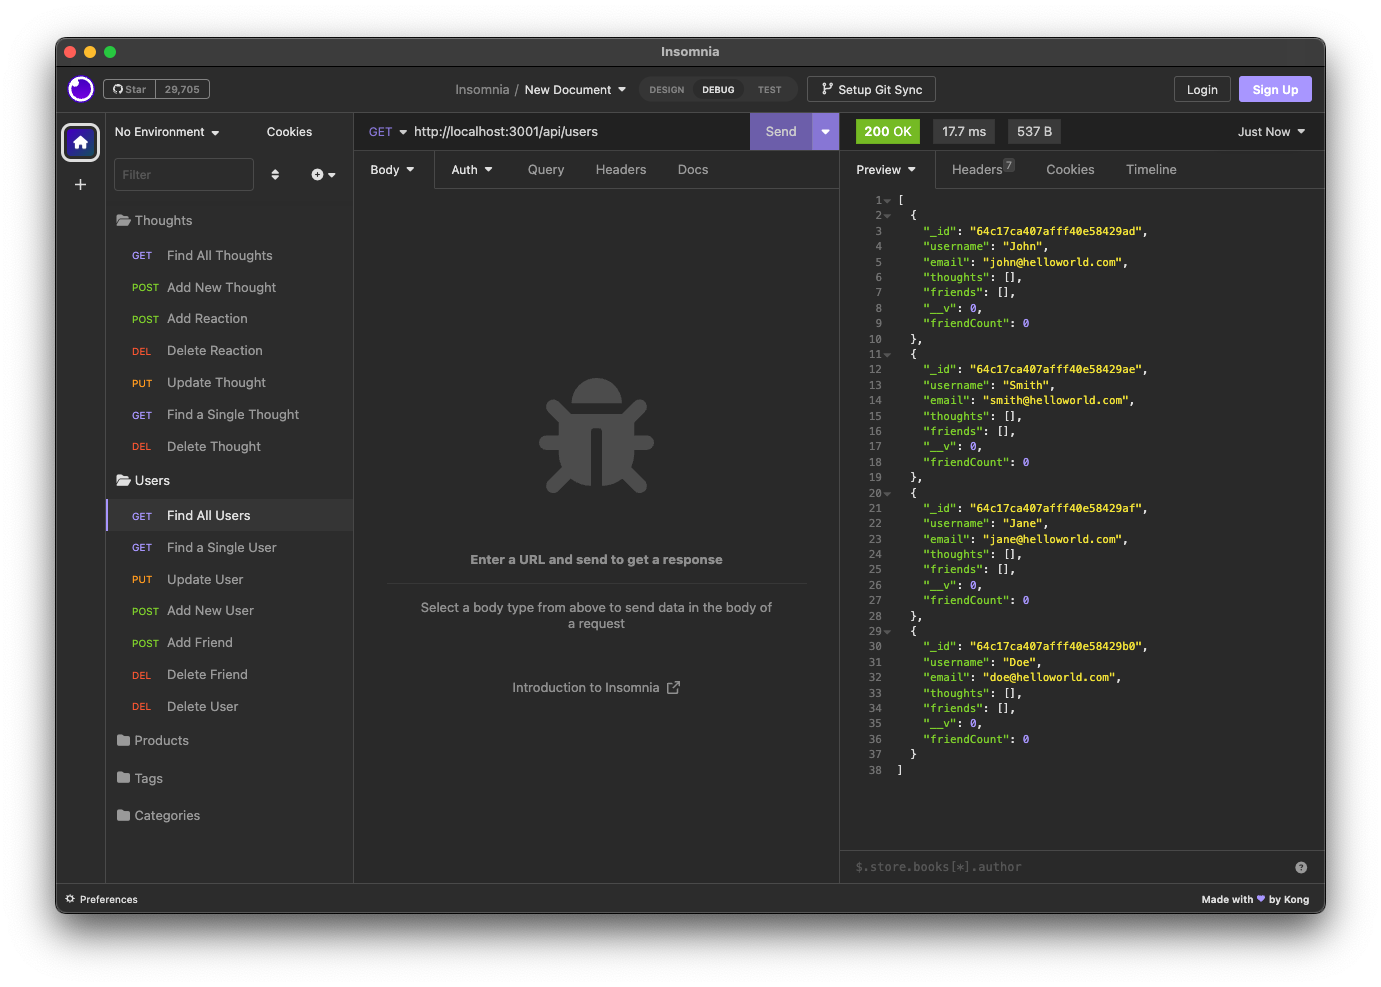 Insomnia
Star 29,705
Insomnia / New Document
DESIGN DEBUG TEST
Setup Git Sync
Login
Sign Up
No Environment
Cookies
Filter
Thoughts
GET Find All Thoughts
POST Add New Thought
POST Add Reaction
DEL Delete Reaction
PUT Update Thought
GET Find a Single Thought
DEL Delete Thought
Users
GET Find All Users
GET Find a Single User
PUT Update User
POST Add New User
POST Add Friend
DEL Delete Friend
DEL Delete User
Products
Tags
Categories
GET http://localhost:3001/api/users
Send
Body Auth Query Headers Docs
Enter a URL and send to get a response
Select a body type from above to send data in the body of
a request
Introduction to Insomnia
200 OK 17.7 ms 537 B Just Now
Preview Headers 7 Cookies Timeline
1 [
2 {
3 "_id": "64c17ca407afff40e58429ad",
4 "username": "John",
5 "email": "john@helloworld.com",
6 "thoughts": [],
7 "friends": [],
8 "__v": 0,
9 "friendCount": 0
10 },
11 {
12 "_id": "64c17ca407afff40e58429ae",
13 "username": "Smith",
14 "email": "smith@helloworld.com",
15 "thoughts": [],
16 "friends": [],
17 "__v": 0,
18 "friendCount": 0
19 },
20 {
21 "_id": "64c17ca407afff40e58429af",
22 "username": "Jane",
23 "email": "jane@helloworld.com",
24 "thoughts": [],
25 "friends": [],
26 "__v": 0,
27 "friendCount": 0
28 },
29 {
30 "_id": "64c17ca407afff40e58429b0",
31 "username": "Doe",
32 "email": "doe@helloworld.com",
33 "thoughts": [],
34 "friends": [],
35 "__v": 0,
36 "friendCount": 0
37 }
38 ]
$.store.books[*].author
Preferences
Made with ♥ by Kong